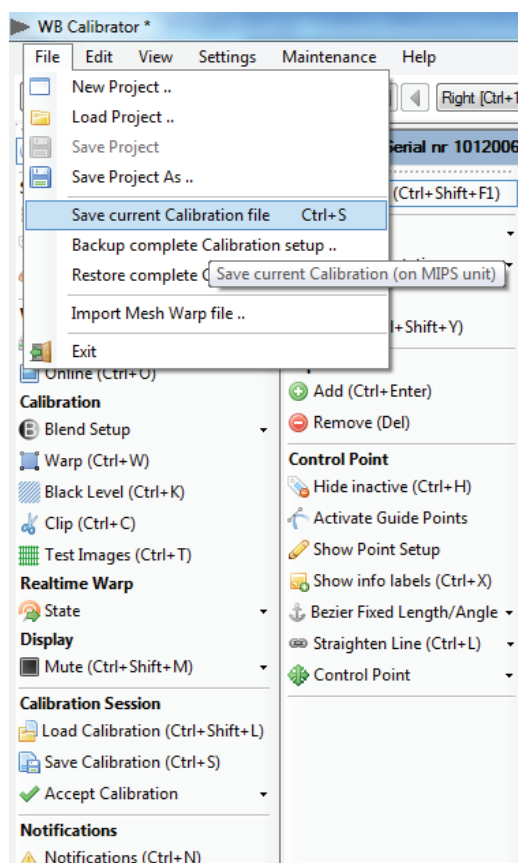 WB Calibrator *
File Edit View Settings Maintenance Help
New Project ..
Load Project ..
Save Project
Save Project As ..
Save current Calibration file Ctrl+S
Backup complete Calibration setup ..
Restore complete
Save current Calibration (on MIPS unit)
Import Mesh Warp file ..
Exit
Right [Ctrl+1
Serial nr 1012006
(Ctrl+Shift+F1)
l+Shift+Y)
Online (Ctrl+O)
Calibration
Blend Setup
Warp (Ctrl+W)
Black Level (Ctrl+K)
Clip (Ctrl+C)
Test Images (Ctrl+T)
Realtime Warp
State
Display
Mute (Ctrl+Shift+M)
Calibration Session
Load Calibration (Ctrl+Shift+L)
Save Calibration (Ctrl+S)
Accept Calibration
Notifications
Notifications (Ctrl+N)
Add (Ctrl+Enter)
Remove (Del)
Control Point
Hide inactive (Ctrl+H)
Activate Guide Points
Show Point Setup
Show info labels (Ctrl+X)
Bezier Fixed Length/Angle
Straighten Line (Ctrl+L)
Control Point